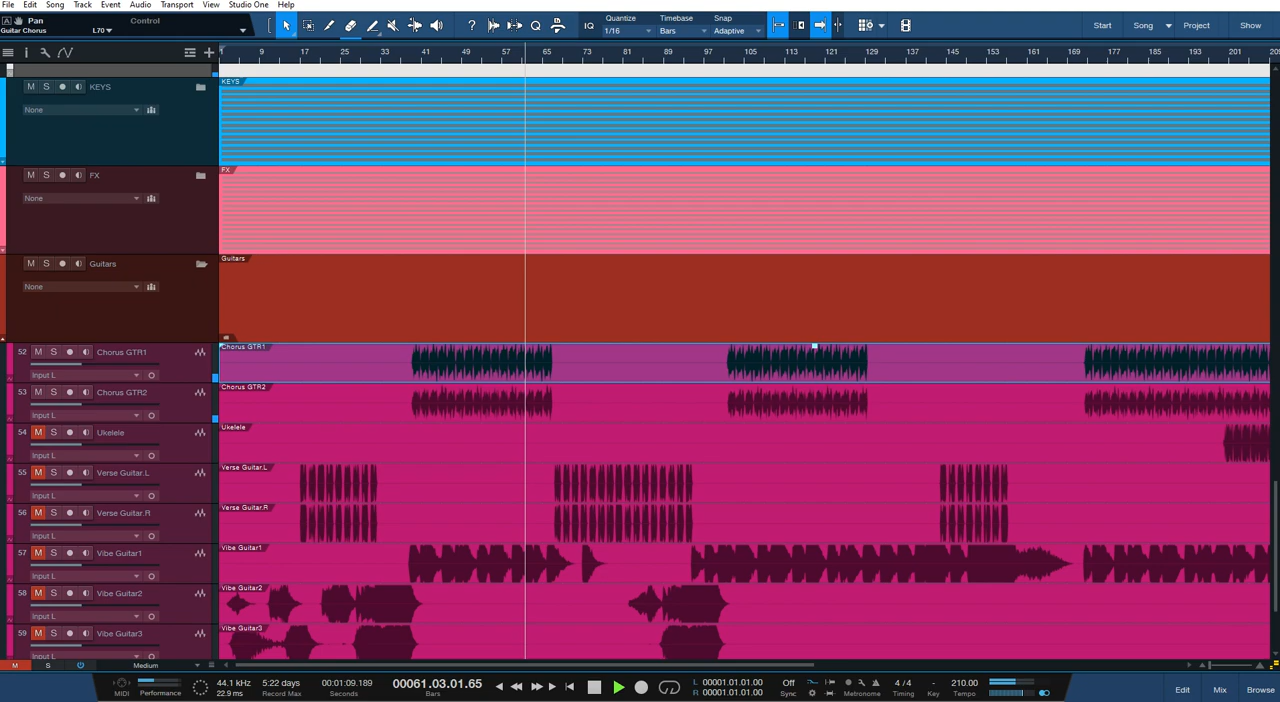 File Edit Song Track Event Audio Transport View Studio One Help
A Pan Control
Guitar Chorus L70
? IQ Quantize Timebase Snap
1/16 Bars Adaptive
Start Song Project Show
i 9 17 25 33 41 49 57 65 73 81 89 97 105 113 121 129 137 145 153 161 169 177 185 193 201 209
M S KEYS
KEYS
None
M S FX
FX
None
M S Guitars
Guitars
None
52 M S Chorus GTR1
Chorus GTR1
Input L
53 M S Chorus GTR2
Chorus GTR2
Input L
54 M S Ukelele
Ukelele
Input L
55 M S Verse Guitar.L
Verse Guitar.L
Input L
56 M S Verse Guitar.R
Verse Guitar.R
Input L
57 M S Vibe Guitar1
Vibe Guitar1
Input L
58 M S Vibe Guitar2
Vibe Guitar2
Input L
59 M S Vibe Guitar3
Vibe Guitar3
Input L
M S Medium
MIDI Performance
44.1 kHz
22.9 ms
5:22 days
Record Max
00:01:09.189
Seconds
00061.03.01.65
Bars
L 00001.01.01.00
R 00001.01.01.00
Off
Sync
Metronome
4 / 4
Timing
-
Key
210.00
Tempo
Edit Mix Browse